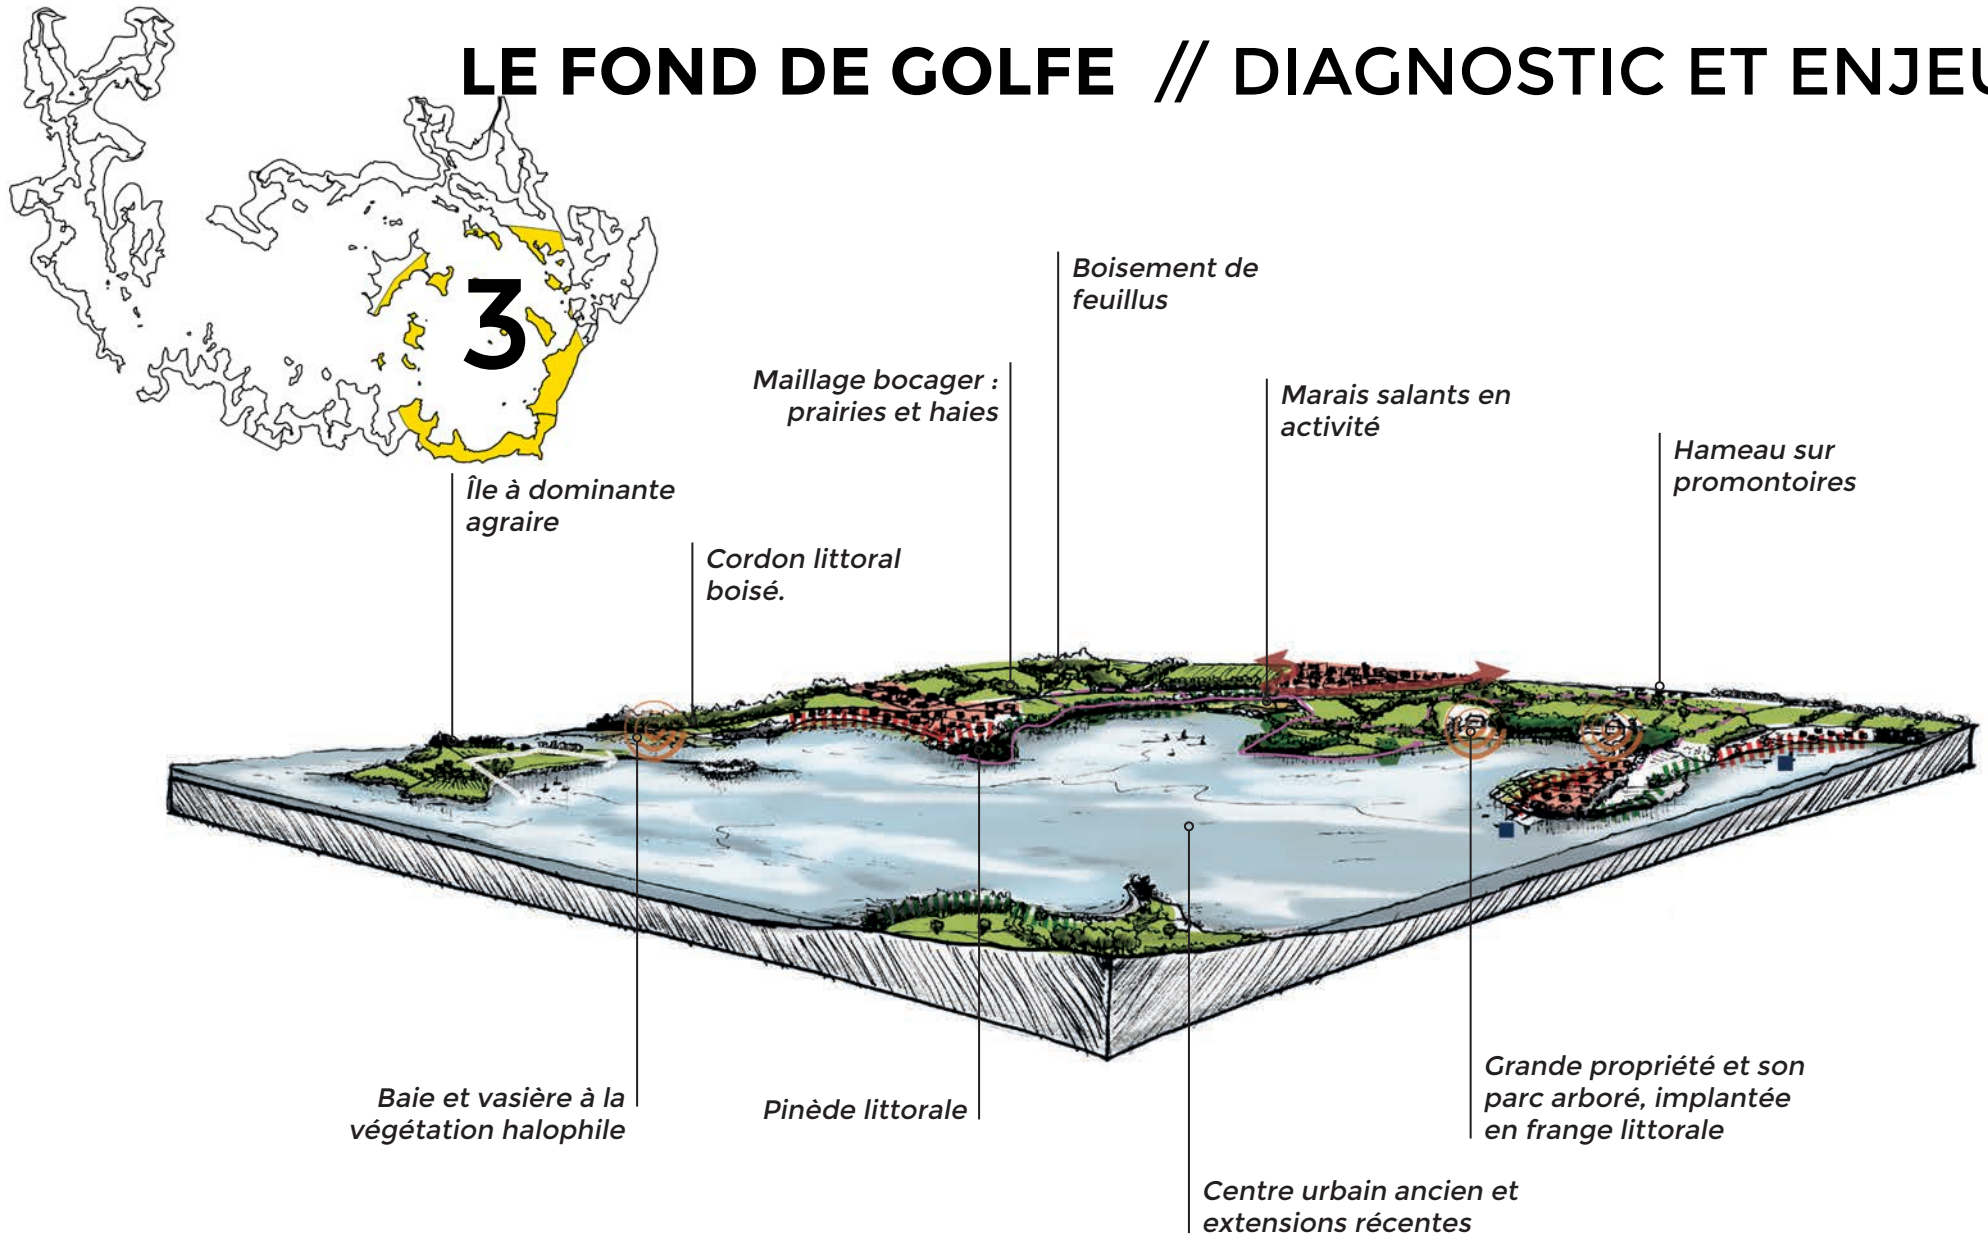 LE FOND DE GOLFE // DIAGNOSTIC ET ENJEU
3
Boisement de
feuillus
Maillage bocager :
prairies et haies
Marais salants en
activité
Hameau sur
promontoires
Île à dominante
agraire
Cordon littoral
boisé.
Baie et vasière à la
végétation halophile
Pinède littorale
Grande propriété et son
parc arboré, implantée
en frange littorale
Centre urbain ancien et
extensions récentes